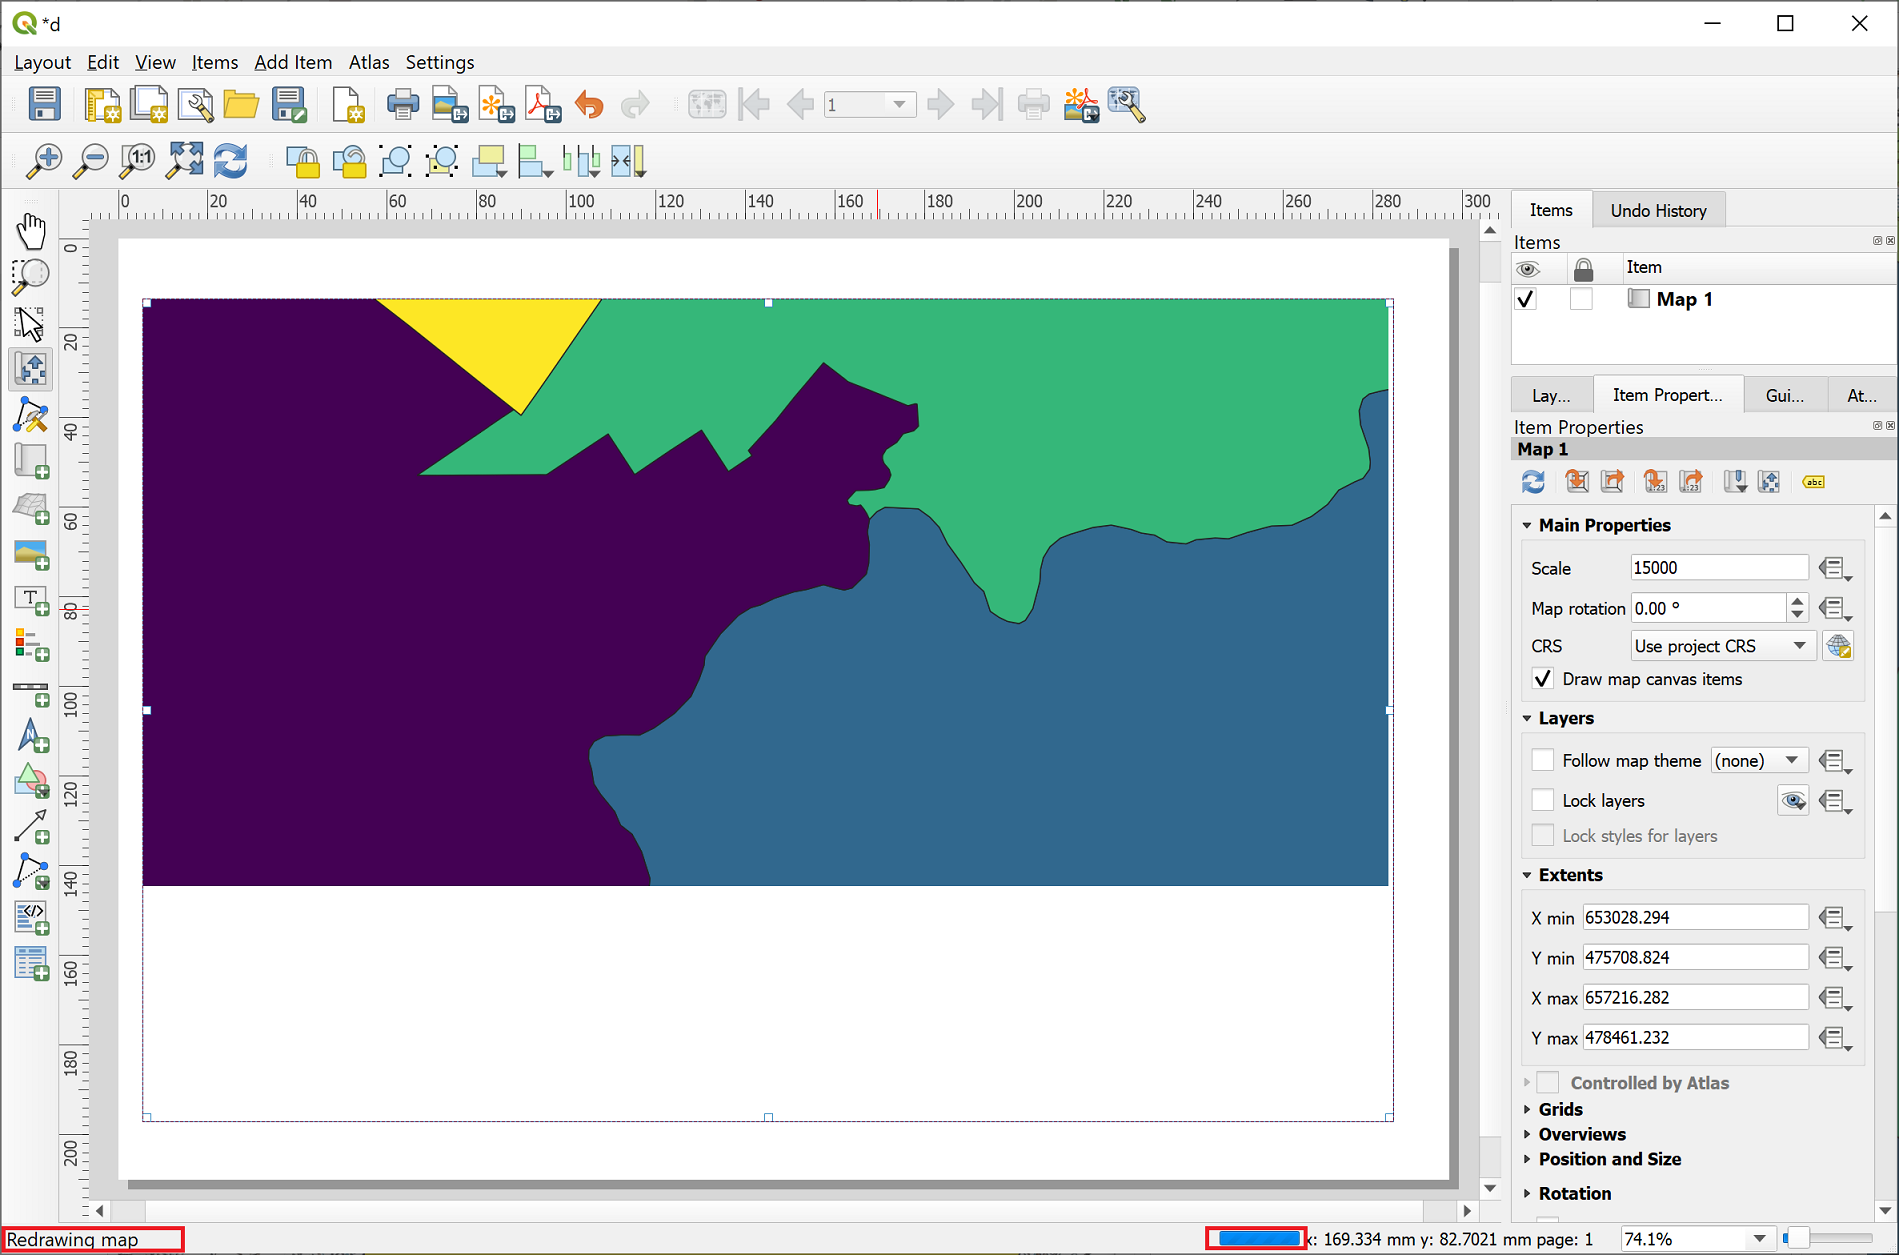 *d
Layout Edit View Items Add Item Atlas Settings
1
1:1
0 20 40 60 80 100 120 140 160 180 200 220 240 260 280 300
0
20
40
60
80
100
120
140
160
180
200
Items Undo History
Items
Item
Map 1
Lay... Item Propert... Gui... At...
Item Properties
Map 1
123 123 abc
Main Properties
Scale 15000
Map rotation 0.00 °
CRS Use project CRS
Draw map canvas items
Layers
Follow map theme (none)
Lock layers
Lock styles for layers
Extents
X min 653028.294
Y min 475708.824
X max 657216.282
Y max 478461.232
Controlled by Atlas
Grids
Overviews
Position and Size
Rotation
Redrawing map
x: 169.334 mm y: 82.7021 mm page: 1 74.1%